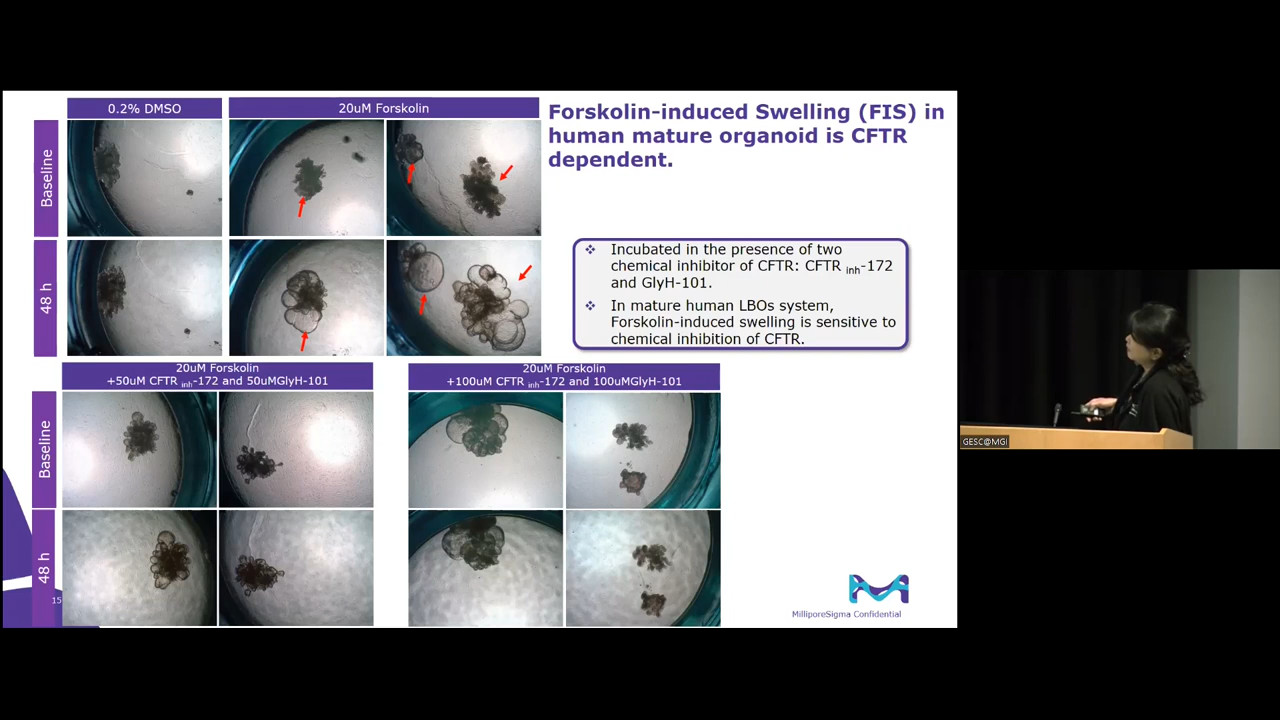 0.2% DMSO
20uM Forskolin
Baseline
48 h
Forskolin-induced Swelling (FIS) in
human mature organoid is CFTR
dependent.
❖ Incubated in the presence of two
chemical inhibitor of CFTR: CFTR inh-172
and GlyH-101.
❖ In mature human LBOs system,
Forskolin-induced swelling is sensitive to
chemical inhibition of CFTR.
20uM Forskolin
+50uM CFTR inh-172 and 50uMGlyH-101
20uM Forskolin
+100uM CFTR inh-172 and 100uMGlyH-101
Baseline
48 h
15
MilliporeSigma Confidential
GESC@MGI